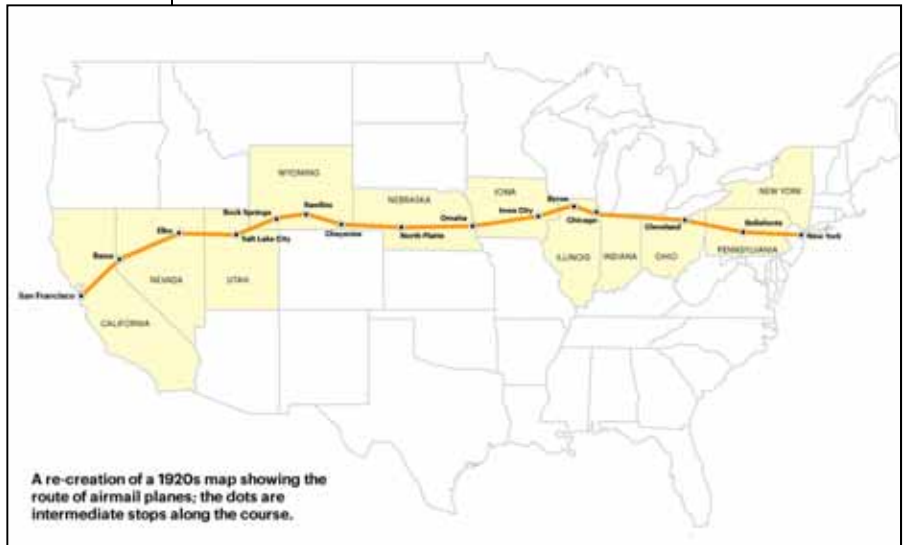 WYOMING
IOWA
NEW YORK
NEBRASKA
Rawlins
Rock Springs
Byron
Iowa City
Omaha
Bellefonte
Chicago
Cleveland
Elko
Salt Lake City
Cheyenne
North Platte
New York
PENNSYLVANIA
Reno
ILLINOIS
INDIANA
OHIO
NEVADA
UTAH
San Francisco
CALIFORNIA
A re-creation of a 1920s map showing the
route of airmail planes; the dots are
intermediate stops along the course.